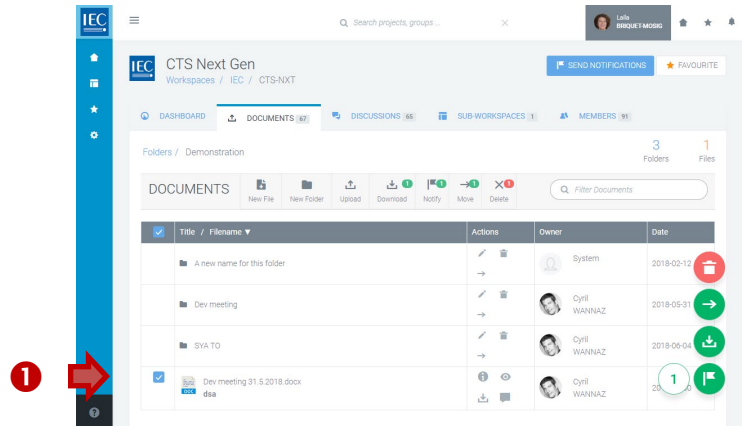 IEC
Search projects, groups ...
Laila
BRIQUET-MOSIG
IEC
CTS Next Gen
Workspaces / IEC / CTS-NXT
SEND NOTIFICATIONS
FAVOURITE
DASHBOARD
DOCUMENTS 67
DISCUSSIONS 65
SUB-WORKSPACES 1
MEMBERS 91
Folders / Demonstration
3
Folders
1
Files
DOCUMENTS
New File
New Folder
Upload
1
Download
1
Notify
1
Move
1
Delete
Filter Documents
Title / Filename ▼
Actions
Owner
Date
A new name for this folder
System
2018-02-12
Dev meeting
Cyril
WANNAZ
2018-05-31
SYA TO
Cyril
WANNAZ
2018-06-04
1
DOC
Dev meeting 31.5.2018.docx
dsa
Cyril
WANNAZ
1
?